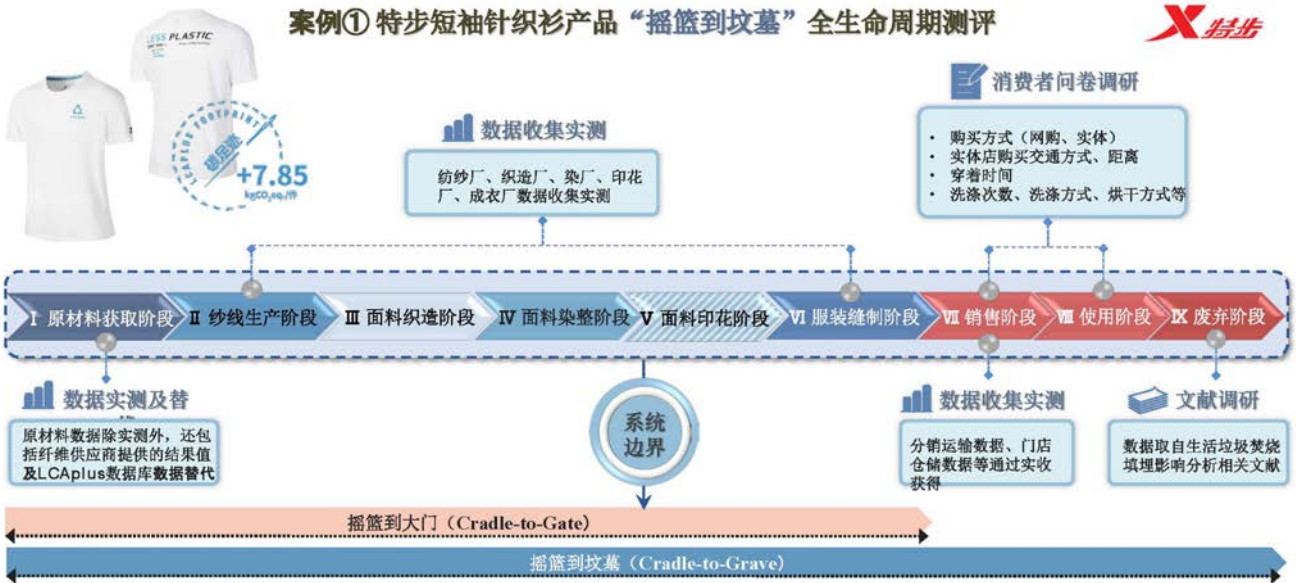 案例① 特步短袖针织衫产品“摇篮到坟墓”全生命周期测评
X特步
LESS PLASTIC
LCAPLUS FOOTPRINT
碳足迹
+7.85
kgCO₂eq./件
数据收集实测
纺纱厂、织造厂、染厂、印花
厂、成衣厂数据收集实测
消费者问卷调研
• 购买方式（网购、实体）
• 实体店购买交通方式、距离
• 穿着时间
• 洗涤次数、洗涤方式、烘干方式等
Ⅰ 原材料获取阶段
Ⅱ 纱线生产阶段
Ⅲ 面料织造阶段
Ⅳ 面料染整阶段
Ⅴ 面料印花阶段
Ⅵ 服装缝制阶段
Ⅶ 销售阶段
Ⅷ 使用阶段
Ⅸ 废弃阶段
数据实测及替
原材料数据除实测外，还包
括纤维供应商提供的结果值
及LCAplus数据库数据替代
系统
边界
数据收集实测
分销运输数据、门店
仓储数据等通过实收
获得
文献调研
数据取自生活垃圾焚烧
填埋影响分析相关文献
摇篮到大门（Cradle-to-Gate）
摇篮到坟墓（Cradle-to-Grave）